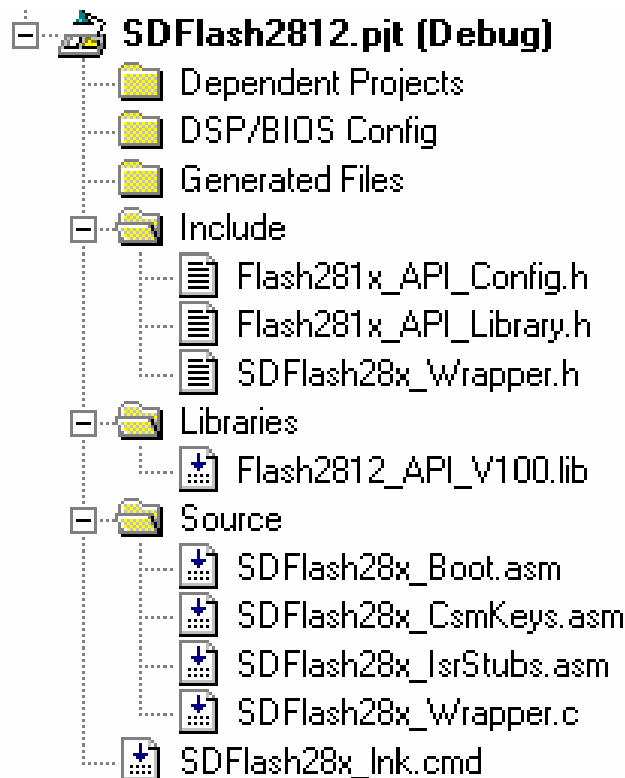 SDFlash2812.pjt (Debug)
Dependent Projects
DSP/BIOS Config
Generated Files
Include
Flash281x_API_Config.h
Flash281x_API_Library.h
SDFlash28x_Wrapper.h
Libraries
Flash2812_API_V100.lib
Source
SDFlash28x_Boot.asm
SDFlash28x_CsmKeys.asm
SDFlash28x_IsrStubs.asm
SDFlash28x_Wrapper.c
SDFlash28x_lnk.cmd